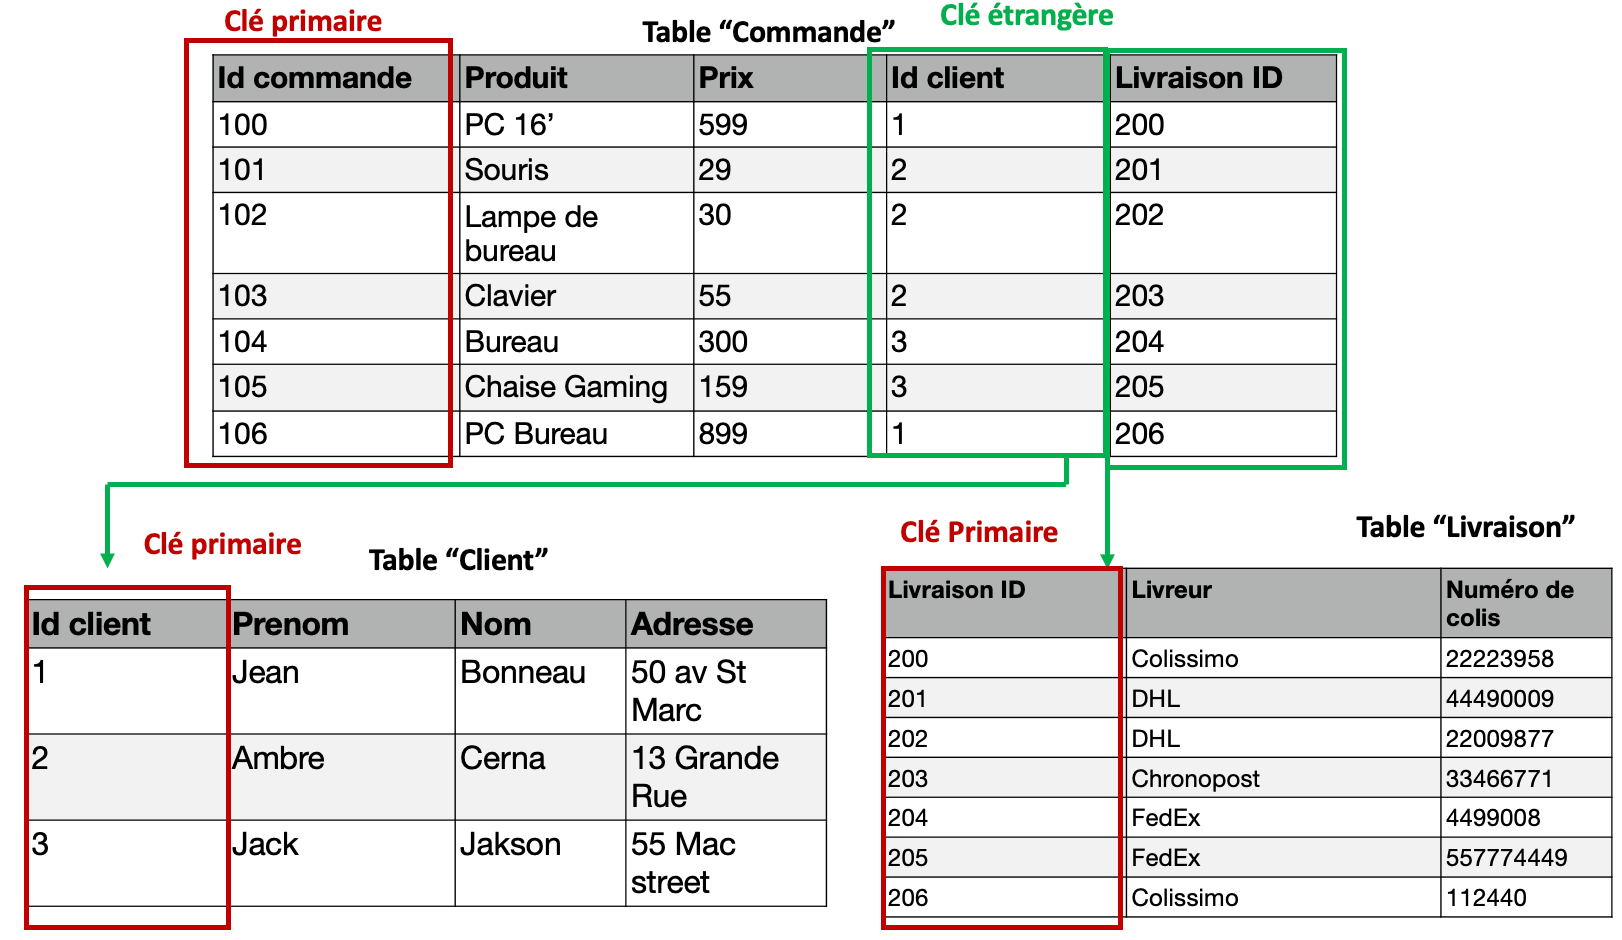 Clé primaire
Table “Commande”
Clé étrangère
Id commande Produit Prix Id client Livraison ID
100 PC 16’ 599 1 200
101 Souris 29 2 201
102 Lampe de bureau 30 2 202
103 Clavier 55 2 203
104 Bureau 300 3 204
105 Chaise Gaming 159 3 205
106 PC Bureau 899 1 206
Clé primaire
Table “Client”
Id client Prenom Nom Adresse
1 Jean Bonneau 50 av St Marc
2 Ambre Cerna 13 Grande Rue
3 Jack Jakson 55 Mac street
Clé Primaire
Table “Livraison”
Livraison ID Livreur Numéro de colis
200 Colissimo 22223958
201 DHL 44490009
202 DHL 22009877
203 Chronopost 33466771
204 FedEx 4499008
205 FedEx 557774449
206 Colissimo 112440